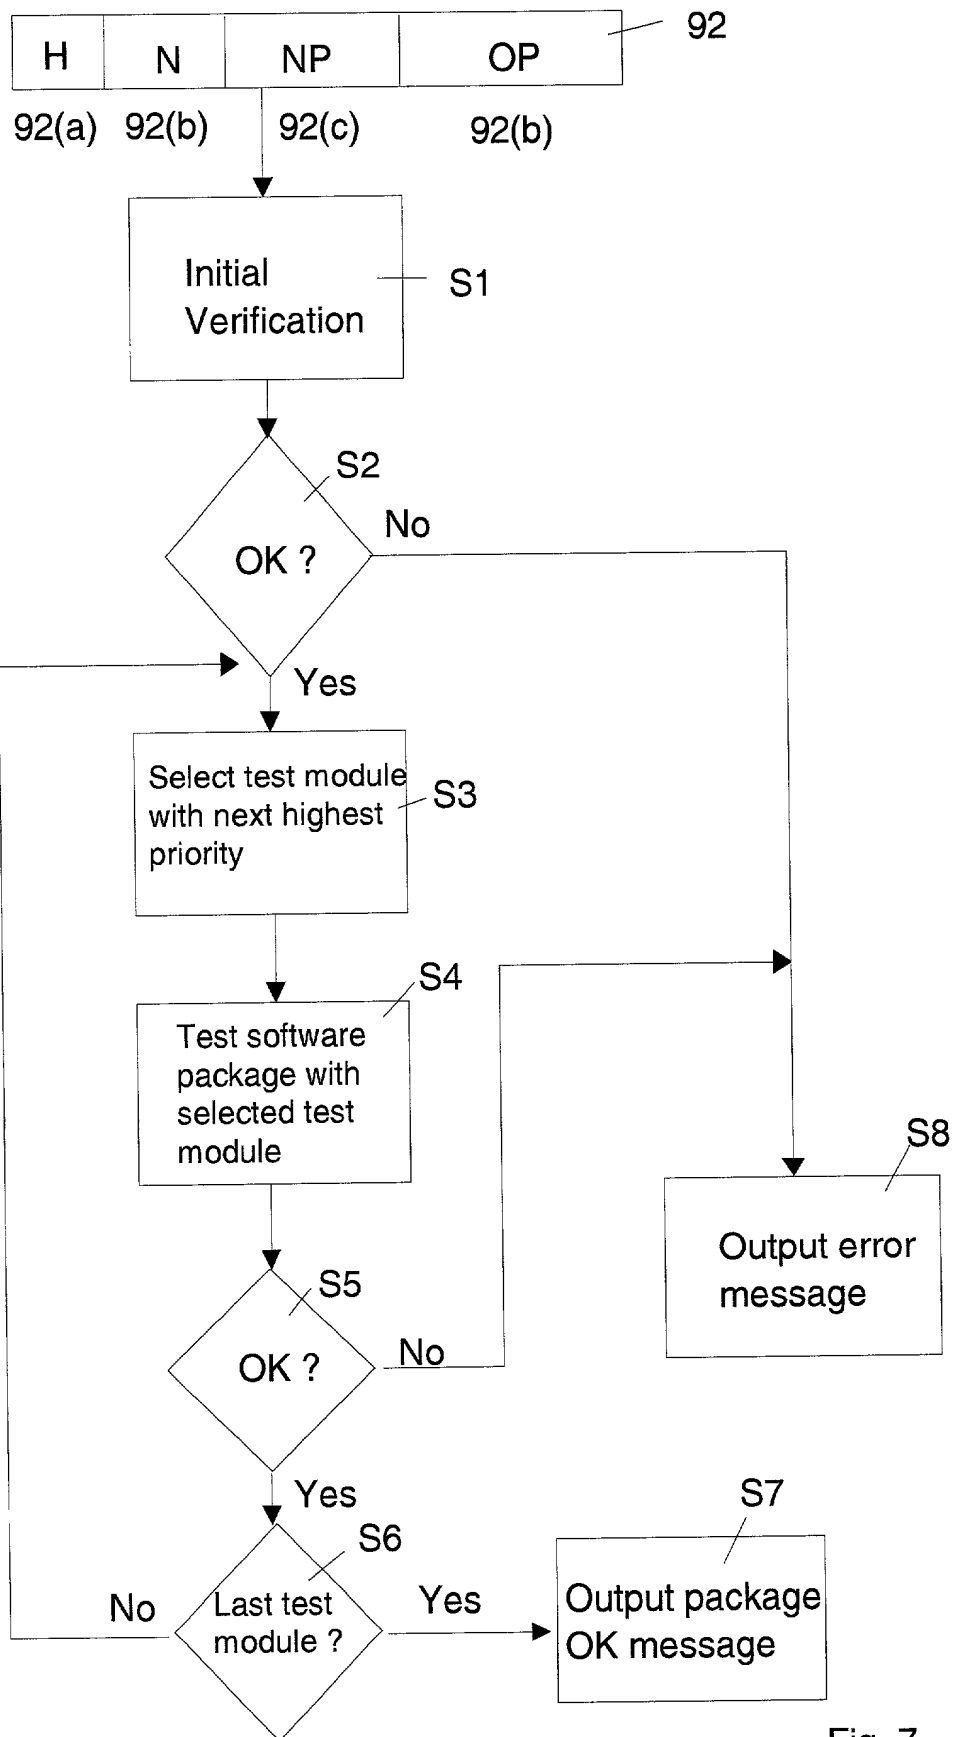 H N NP OP 92
92(a) 92(b) 92(c) 92(b)
Initial
Verification
S1
S2
No
OK ?
Yes
Select test module
with next highest
priority
S3
S4
Test software
package with
selected test
module
S8
Output error
message
S5
OK ?
No
Yes
S7
S6
No
Last test
module ?
Yes
Output package
OK message
Fig. 7